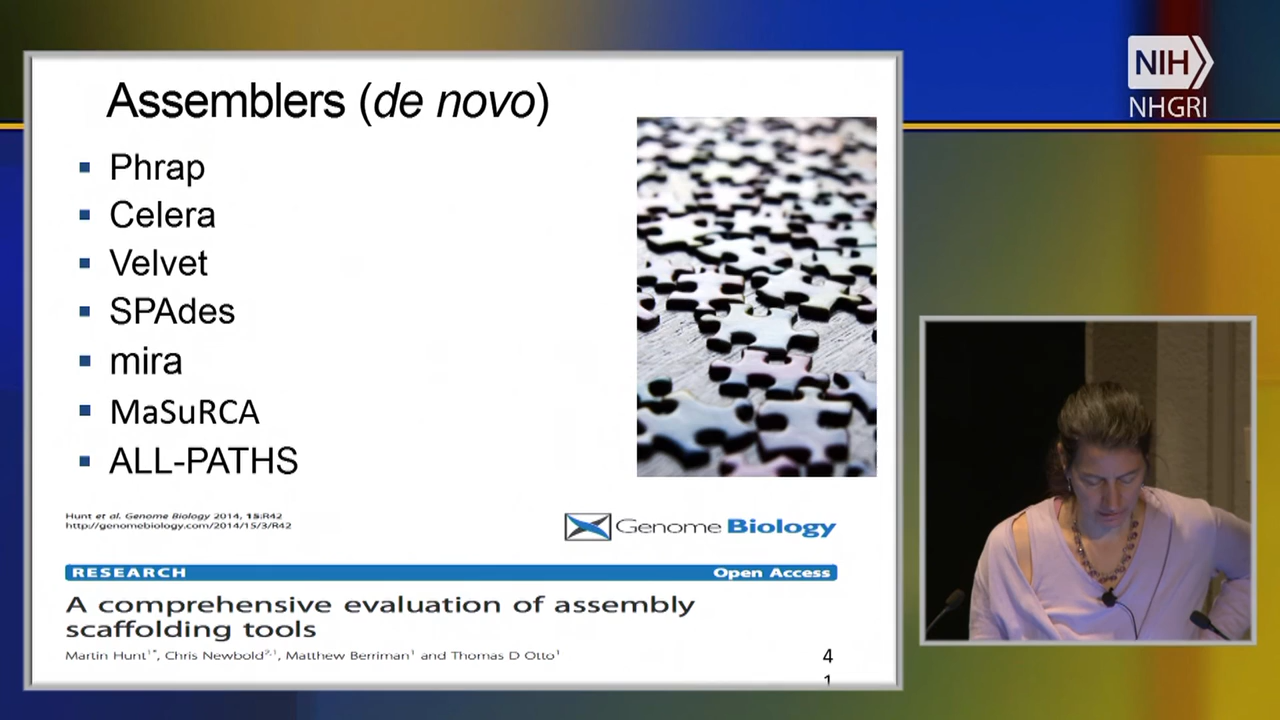 Assemblers (de novo)
▪ Phrap
▪ Celera
▪ Velvet
▪ SPAdes
▪ mira
▪ MaSuRCA
▪ ALL-PATHS
Hunt et al. Genome Biology 2014, 15:R42
http://genomebiology.com/2014/15/3/R42
Genome Biology
RESEARCH Open Access
A comprehensive evaluation of assembly
scaffolding tools
Martin Hunt1*, Chris Newbold2,1, Matthew Berriman1 and Thomas D Otto1
4
1
NIH
NHGRI